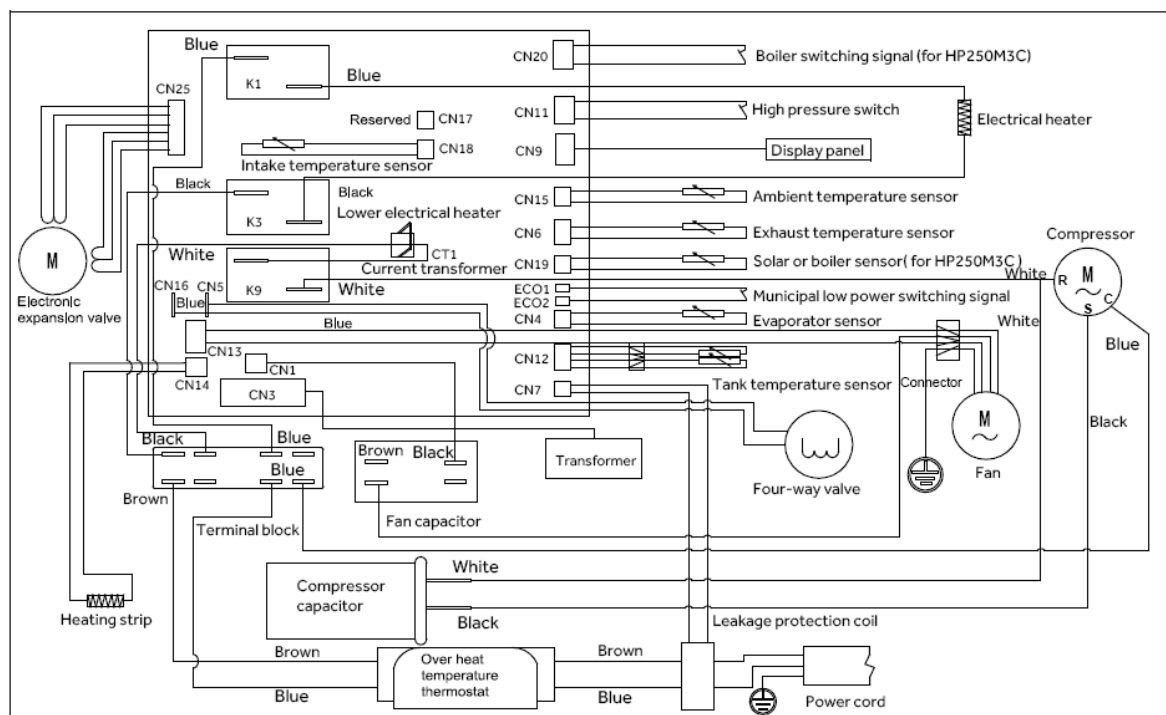 Blue
K1
Blue
CN25
CN20
Boiler switching signal (for HP250M3C)
CN11
High pressure switch
Electrical heater
Reserved
CN17
CN18
Intake temperature sensor
CN9
Display panel
Black
K3
Black
Lower electrical heater
CN15
Ambient temperature sensor
CN6
Exhaust temperature sensor
CT1
Current transformer
White
K9
White
CN19
Solar or boiler sensor( for HP250M3C )
Compressor
White
R
M
C
S
M
Electronic
expansion valve
CN16
CN5
Blue
ECO1
ECO2
Municipal low power switching signal
CN4
Evaporator sensor
White
Blue
Blue
CN13
CN14
CN1
CN3
CN12
Tank temperature sensor
CN7
Connector
M
Fan
Black
Four-way valve
Transformer
Black
Blue
Blue
Brown
Terminal block
Brown
Black
Fan capacitor
Compressor
capacitor
White
Black
Heating strip
Leakage protection coil
Brown
Blue
Over heat
temperature
thermostat
Brown
Blue
Power cord